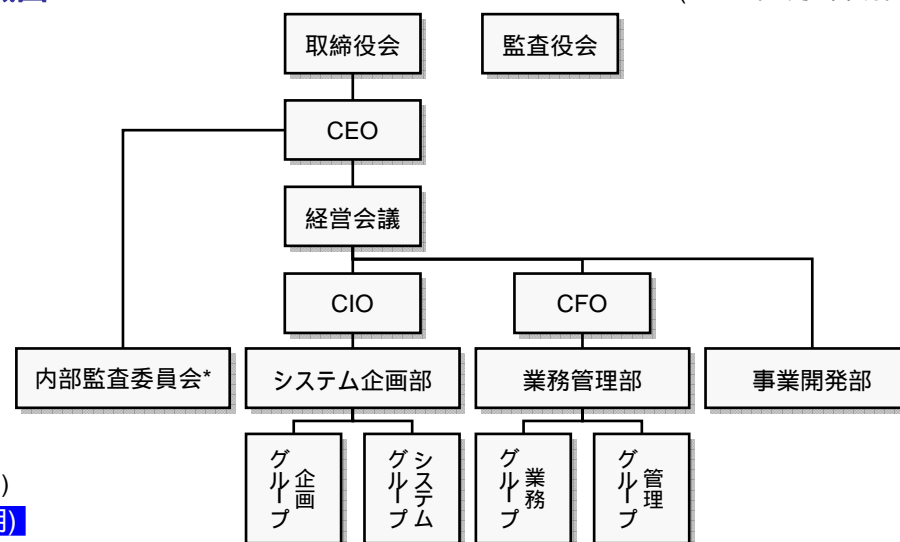 取締役会
監査役会
CEO
経営会議
CIO
CFO
内部監査委員会*
システム企画部
業務管理部
事業開発部
企画
グループ
システム
グループ
業務
グループ
管理
グループ
)
)